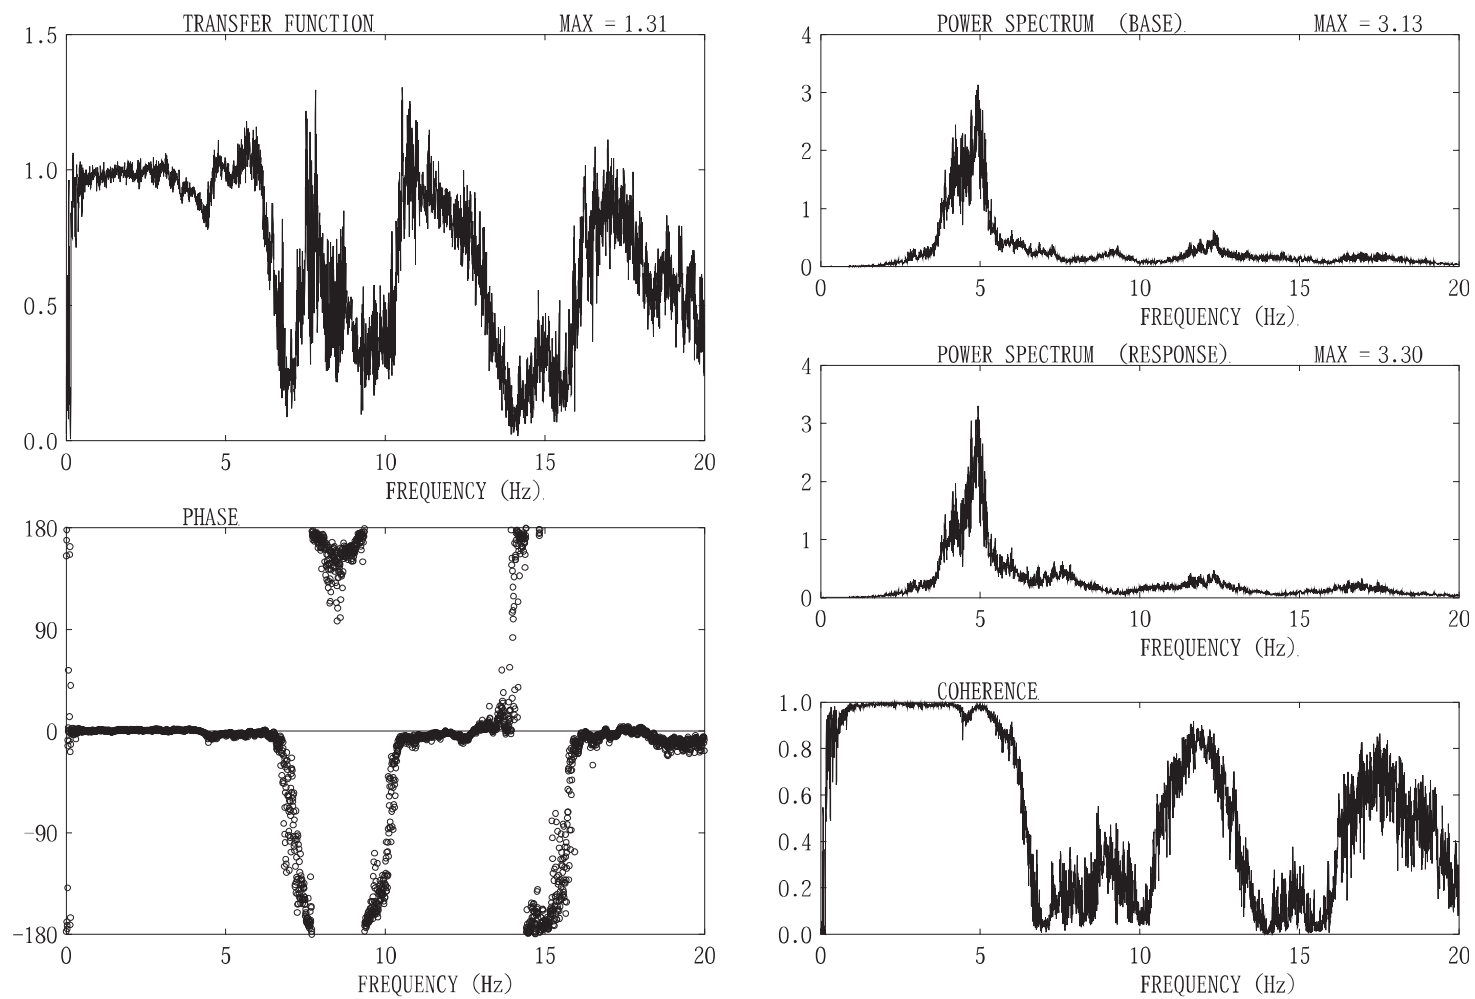 TRANSFER FUNCTION. MAX = 1.31
1.5
1.0
0.5
0.0
0 5 10 15 20
FREQUENCY (Hz).
PHASE.
180
90
0
-90
-180
0 5 10 15 20
FREQUENCY (Hz)
POWER SPECTRUM (BASE). MAX = 3.13
4
3
2
1
0
0 5 10 15 20
FREQUENCY (Hz).
POWER SPECTRUM (RESPONSE). MAX = 3.30
4
3
2
1
0
0 5 10 15 20
FREQUENCY (Hz).
COHERENCE.
1.0
0.8
0.6
0.4
0.2
0.0
0 5 10 15 20
FREQUENCY (Hz)